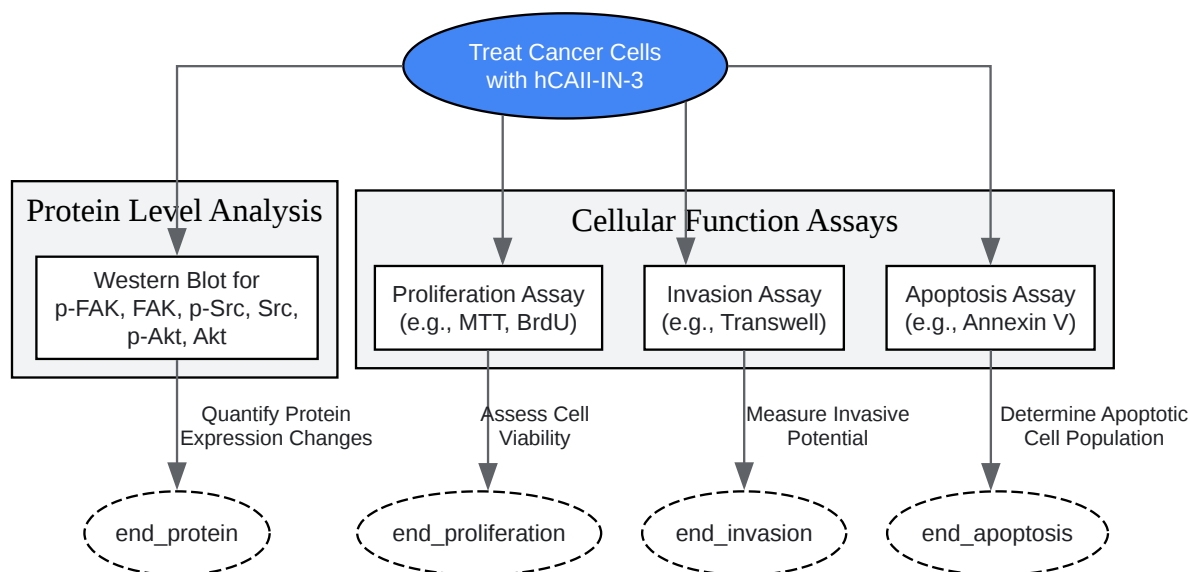 Treat Cancer Cells
with hCAII-IN-3
Protein Level Analysis
Cellular Function Assays
Western Blot for
p-FAK, FAK, p-Src, Src,
p-Akt, Akt
Proliferation Assay
(e.g., MTT, BrdU)
Invasion Assay
(e.g., Transwell)
Apoptosis Assay
(e.g., Annexin V)
Quantify Protein
Expression Changes
Assess Cell
Viability
Measure Invasive
Potential
Determine Apoptotic
Cell Population
end_protein
end_proliferation
end_invasion
end_apoptosis